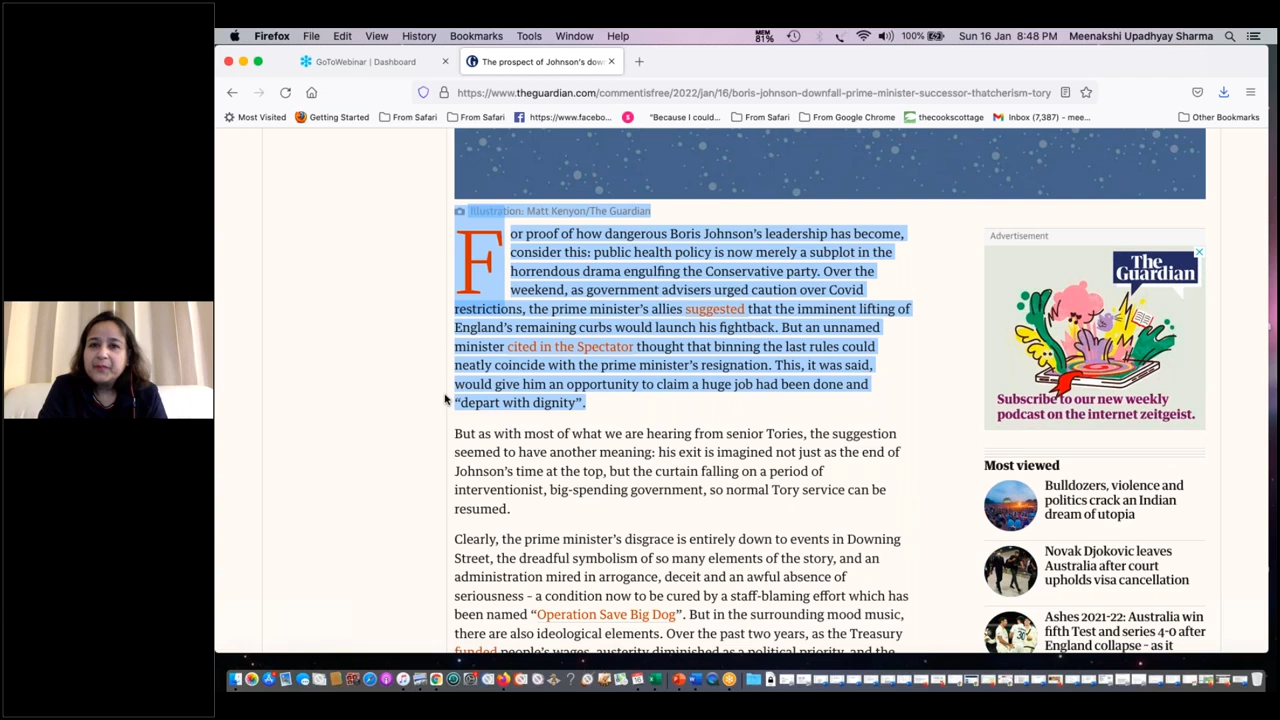 Firefox File Edit View History Bookmarks Tools Window Help MEM 81% 100% Sun 16 Jan 8:48 PM Meenakshi Upadhyay Sharma
GoToWebinar | Dashboard The prospect of Johnson's dow
https://www.theguardian.com/commentisfree/2022/jan/16/boris-johnson-downfall-prime-minister-successor-thatcherism-tory
Most Visited Getting Started From Safari From Safari https://www.facebo... "Because I could... From Safari From Google Chrome thecookscottage Inbox (7,387) - mee... Other Bookmarks
Illustration: Matt Kenyon/The Guardian
For proof of how dangerous Boris Johnson's leadership has become,
consider this: public health policy is now merely a subplot in the
horrendous drama engulfing the Conservative party. Over the
weekend, as government advisers urged caution over Covid
restrictions, the prime minister's allies suggested that the imminent lifting of
England's remaining curbs would launch his fightback. But an unnamed
minister cited in the Spectator thought that binning the last rules could
neatly coincide with the prime minister's resignation. This, it was said,
would give him an opportunity to claim a huge job had been done and
"depart with dignity".
But as with most of what we are hearing from senior Tories, the suggestion
seemed to have another meaning: his exit is imagined not just as the end of
Johnson's time at the top, but the curtain falling on a period of
interventionist, big-spending government, so normal Tory service can be
resumed.
Clearly, the prime minister's disgrace is entirely down to events in Downing
Street, the dreadful symbolism of so many elements of the story, and an
administration mired in arrogance, deceit and an awful absence of
seriousness – a condition now to be cured by a staff-blaming effort which has
been named "Operation Save Big Dog". But in the surrounding mood music,
there are also ideological elements. Over the past two years, as the Treasury
funded people's wages, austerity diminished as a political priority, and the
Advertisement
The
Guardian
Subscribe to our new weekly
podcast on the internet zeitgeist.
Most viewed
Bulldozers, violence and
politics crack an Indian
dream of utopia
Novak Djokovic leaves
Australia after court
upholds visa cancellation
Ashes 2021-22: Australia win
fifth Test and series 4-0 after
England collapse – as it